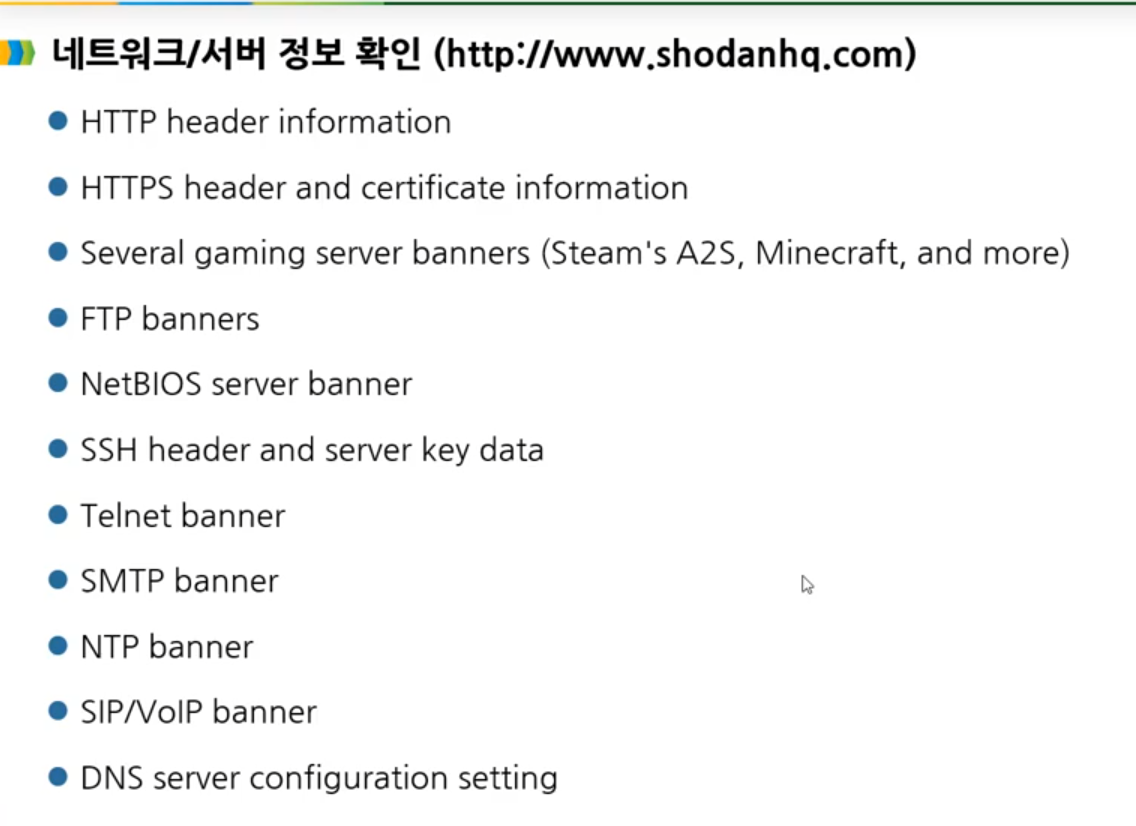 네트워크/서버 정보 확인 (http://www.shodanhq.com)
HTTP header information
HTTPS header and certificate information
Several gaming server banners (Steam's A2S, Minecraft, and more)
FTP banners
NetBIOS server banner
SSH header and server key data
Telnet banner
SMTP banner
NTP banner
SIP/VoIP banner
DNS server configuration setting